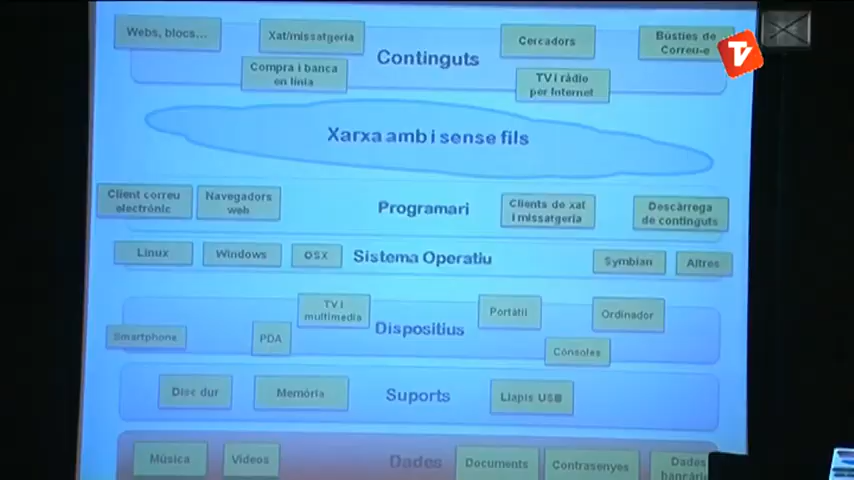 Webs, blocs...
Xat/missatgeria
Compra i banca
en línia
Continguts
Cercadors
TV i ràdio
per Internet
Bústies de
Correu-e
TV
Xarxa amb i sense fils
Client correu
electrònic
Navegadors
web
Programari
Clients de xat
i missatgeria
Descàrrega
de continguts
Linux
Windows
OSX
Sistema Operatiu
Symbian
Altres
Smartphone
PDA
TV i
multimedia
Dispositius
Portàtil
Consoles
Ordinador
Disc dur
Memòria
Suports
Llapis USB
Música
Vídeos
Dades
Documents
Contrasenyes
Dades
bancàri